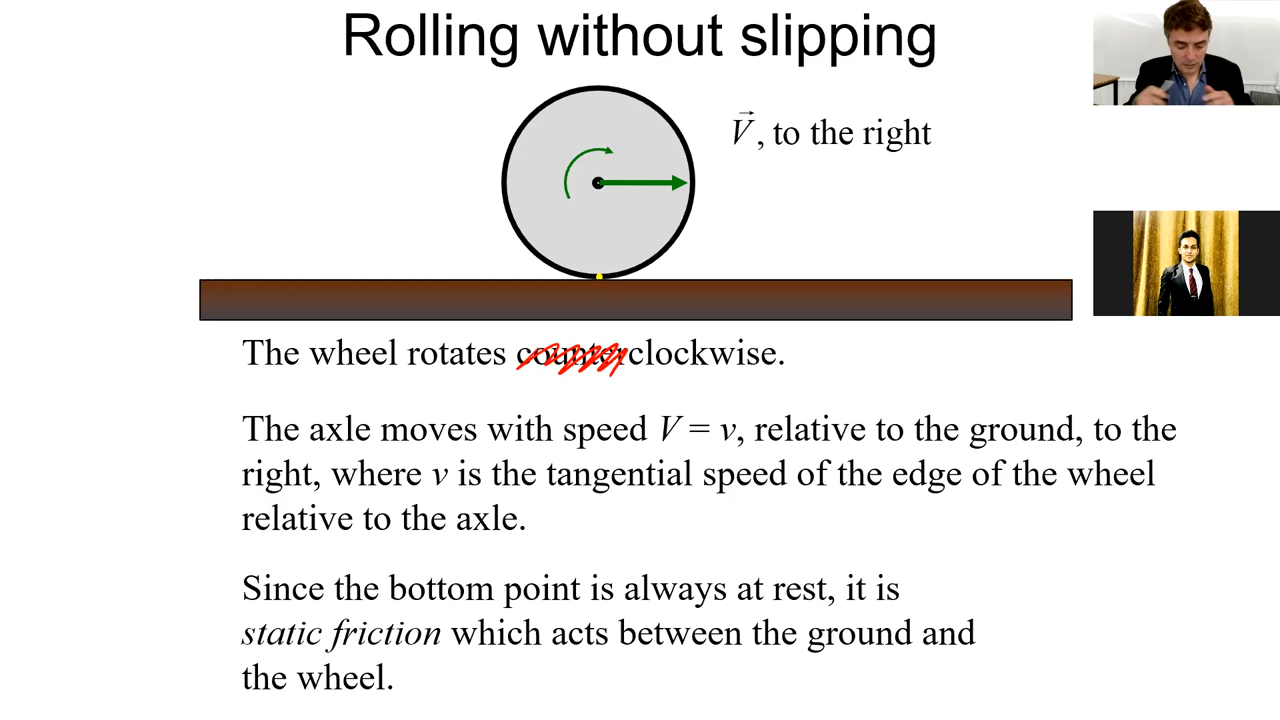 Rolling without slipping
V⃗, to the right
The wheel rotates counterclockwise.
The axle moves with speed V = v, relative to the ground, to the
right, where v is the tangential speed of the edge of the wheel
relative to the axle.
Since the bottom point is always at rest, it is
static friction which acts between the ground and
the wheel.